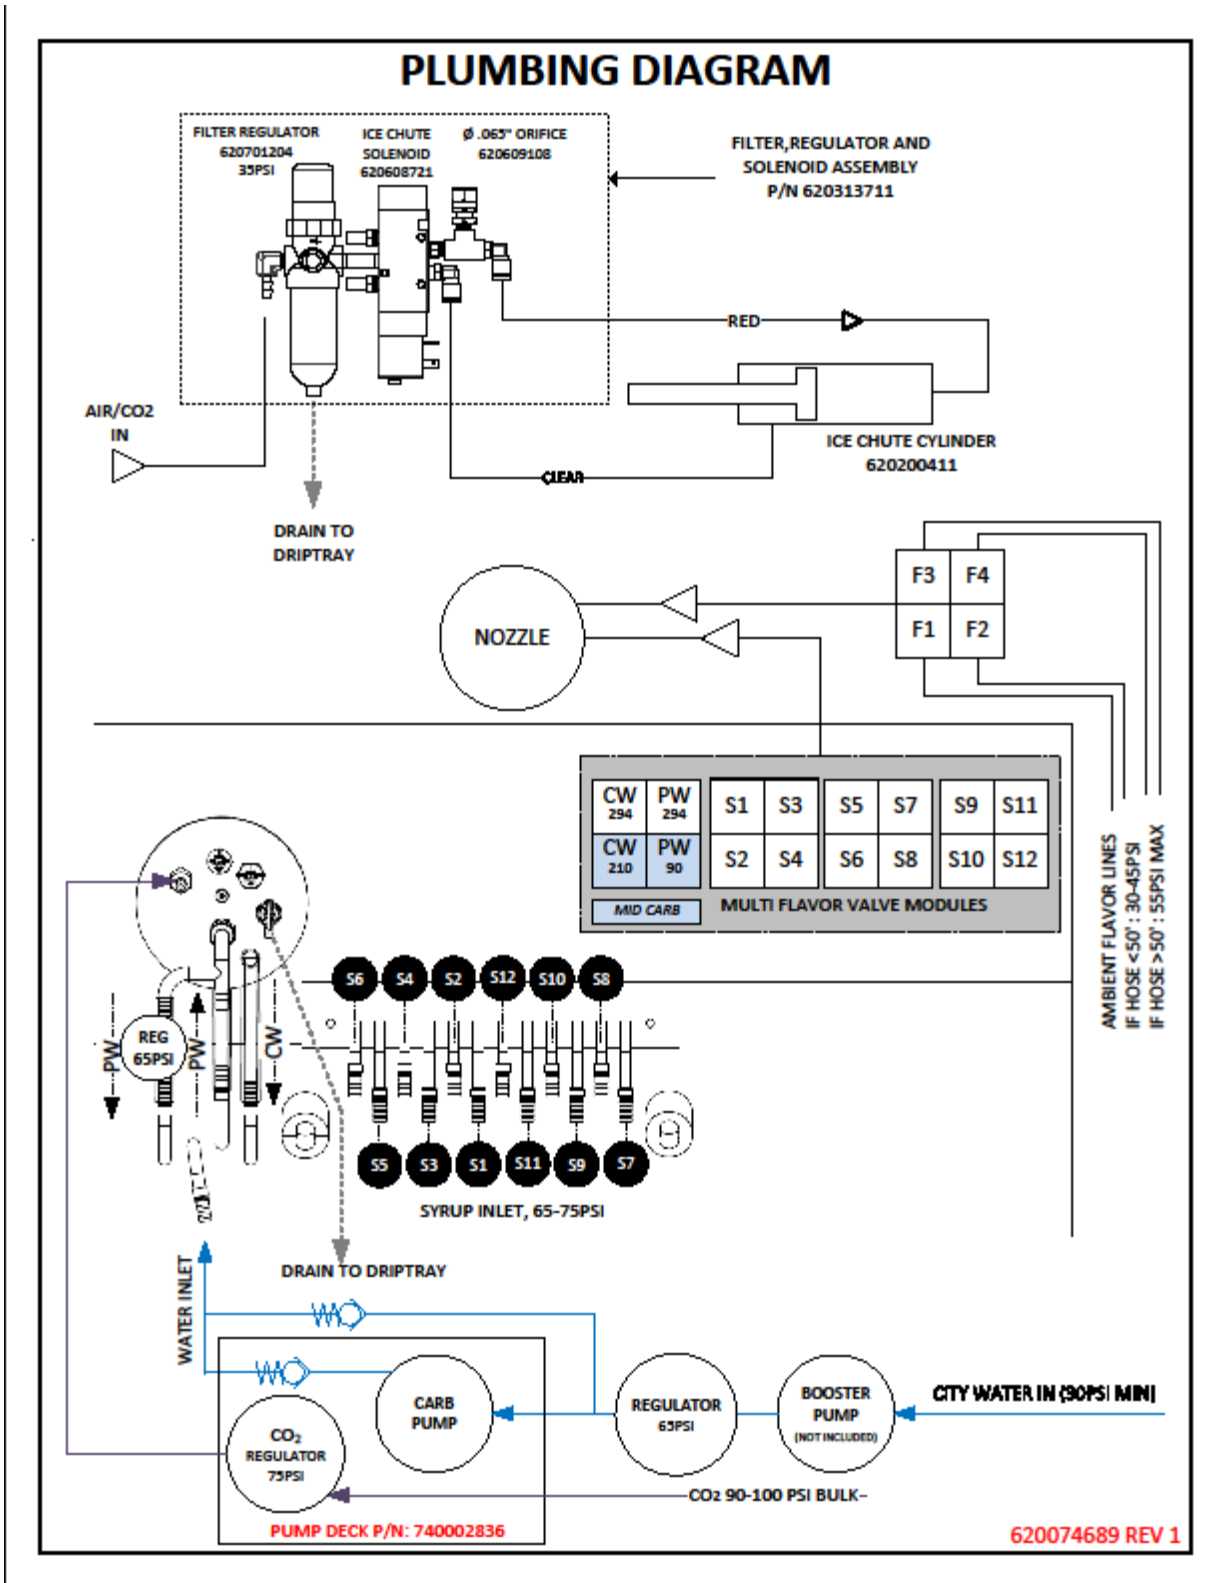 PLUMBING DIAGRAM
FILTER REGULATOR
620701204
35PSI
ICE CHUTE
SOLENOID
620608721
Ø .065" ORIFICE
620609108
FILTER,REGULATOR AND
SOLENOID ASSEMBLY
P/N 620313711
RED
AIR/CO2
IN
ICE CHUTE CYLINDER
620200411
CLEAR
DRAIN TO
DRIPTRAY
NOZZLE
F3 F4
F1 F2
CW
294
PW
294
CW
210
PW
90
MID CARB
S1 S3 S5 S7 S9 S11
S2 S4 S6 S8 S10 S12
MULTI FLAVOR VALVE MODULES
AMBIENT FLAVOR LINES
IF HOSE <50' : 30-45PSI
IF HOSE >50' : 55PSI MAX
S6 S4 S2 S12 S10 S8
PW
REG
65PSI
PW
CW
S5 S3 S1 S11 S9 S7
SYRUP INLET, 65-75PSI
DRAIN TO DRIPTRAY
WATER INLET
CARB
PUMP
REGULATOR
65PSI
BOOSTER
PUMP
(NOT INCLUDED)
CITY WATER IN (90PSI MIN)
CO2
REGULATOR
75PSI
CO2 90-100 PSI BULK
PUMP DECK P/N: 740002836
620074689 REV 1